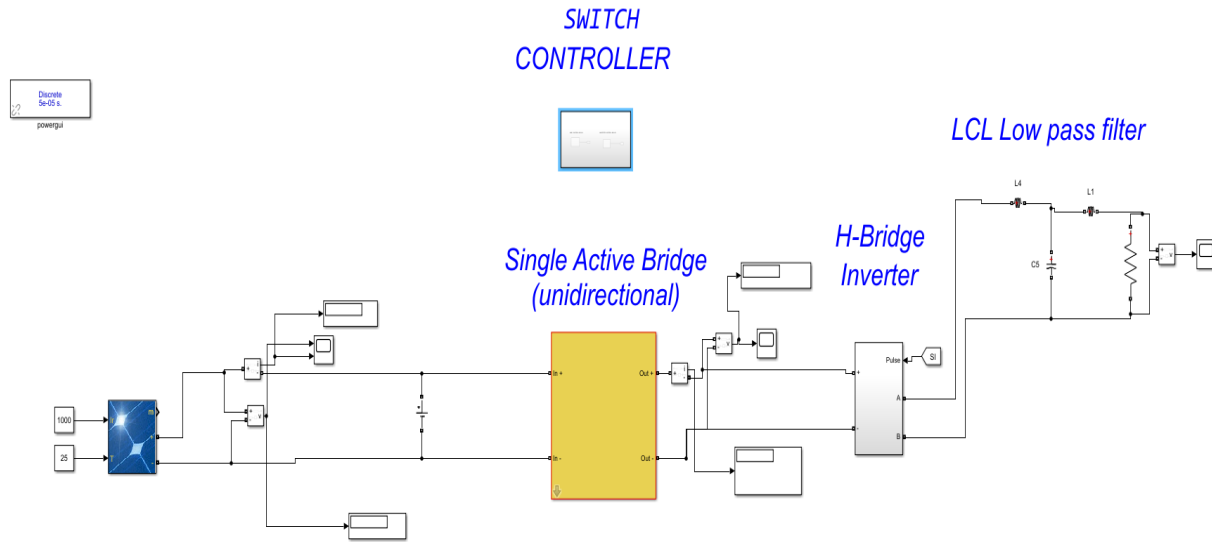 SWITCH
CONTROLLER
Discrete
5e-05 s.
powergui
LCL Low pass filter
L4
L1
C5
+
-
v
H-Bridge
Inverter
Single Active Bridge
(unidirectional)
+
-
v
+
-
i
+
-
v
Pulse
SI
+
-
A
B
In +
Out +
In -
Out -
+
-
i
1000
25
m
+
-
T